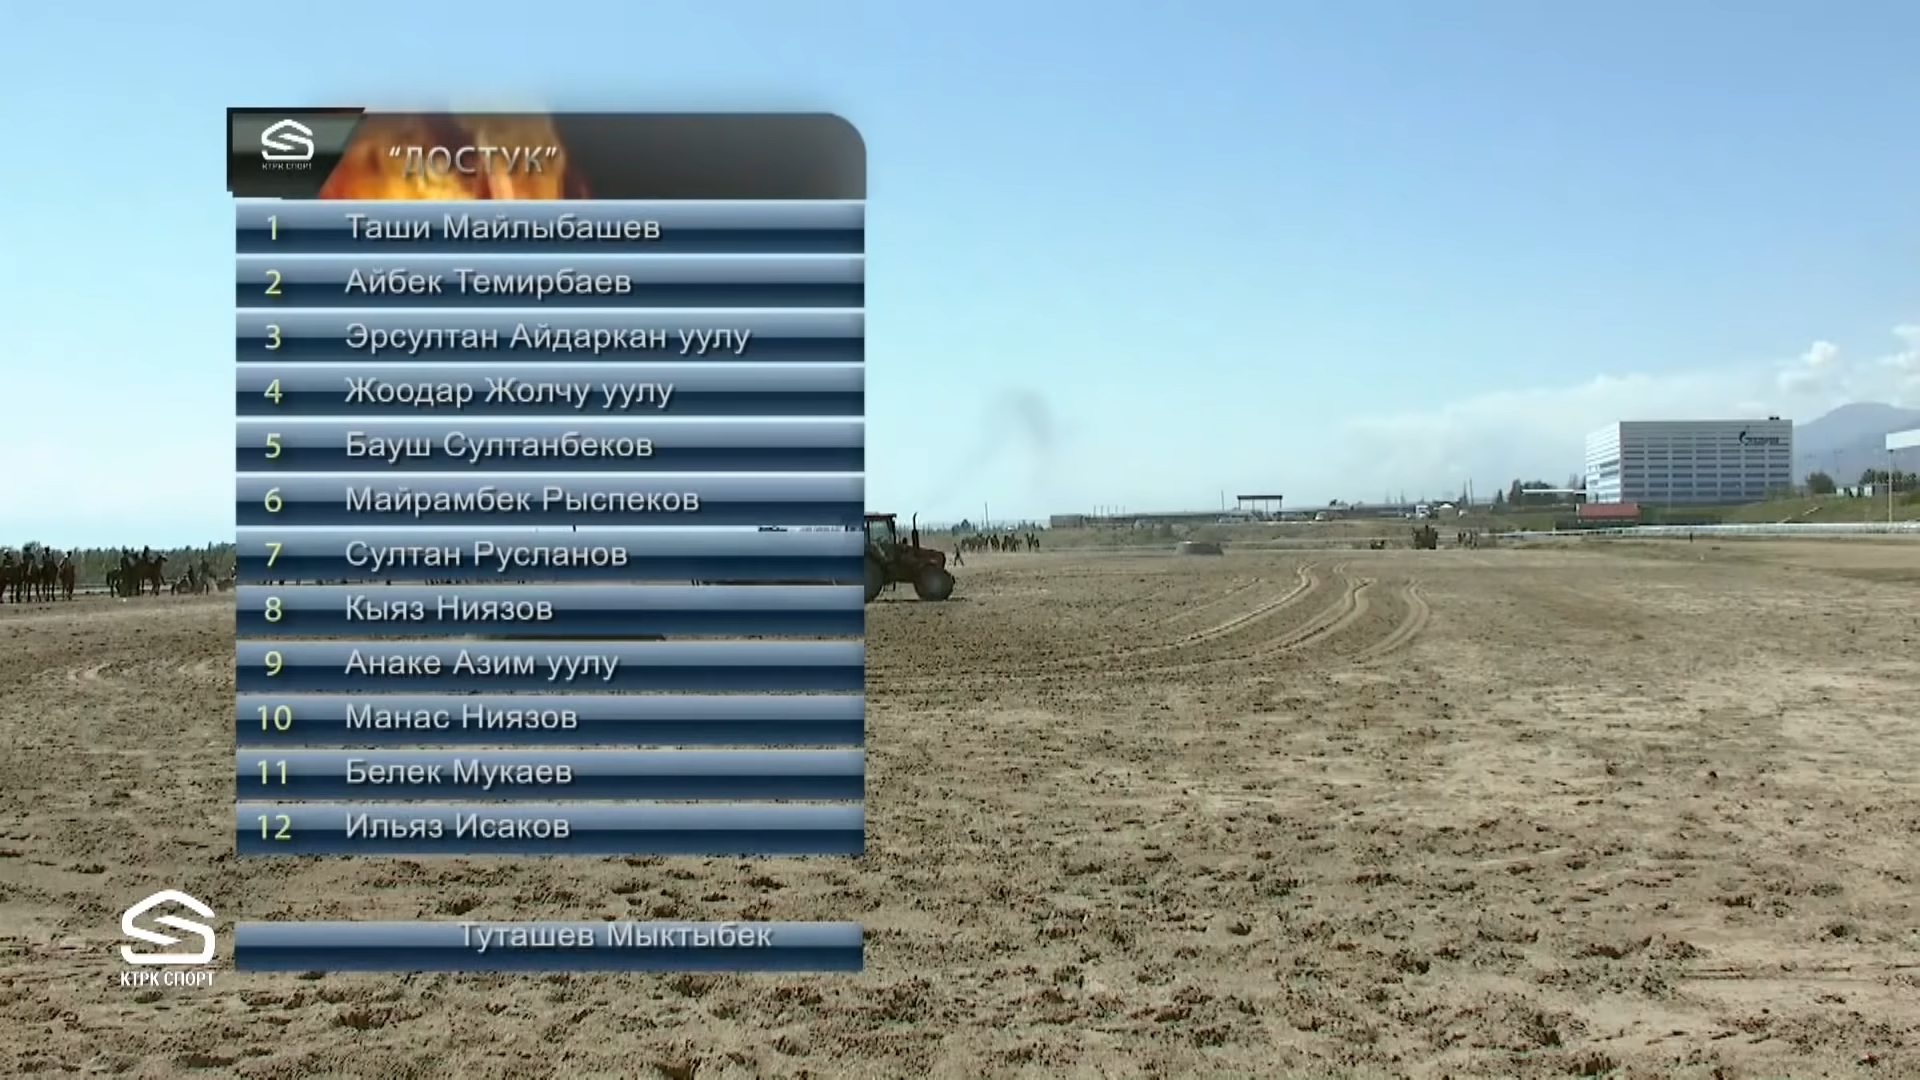 КТРК СПОРТ
“ДОСТУК”
1 Таши Майлыбашев
2 Айбек Темирбаев
3 Эрсултан Айдаркан уулу
4 Жоодар Жолчу уулу
5 Бауш Султанбеков
6 Майрамбек Рыспеков
7 Султан Русланов
8 Кыяз Ниязов
9 Анаке Азим уулу
10 Манас Ниязов
11 Белек Мукаев
12 Ильяз Исаков
Туташев Мыктыбек
КТРК СПОРТ